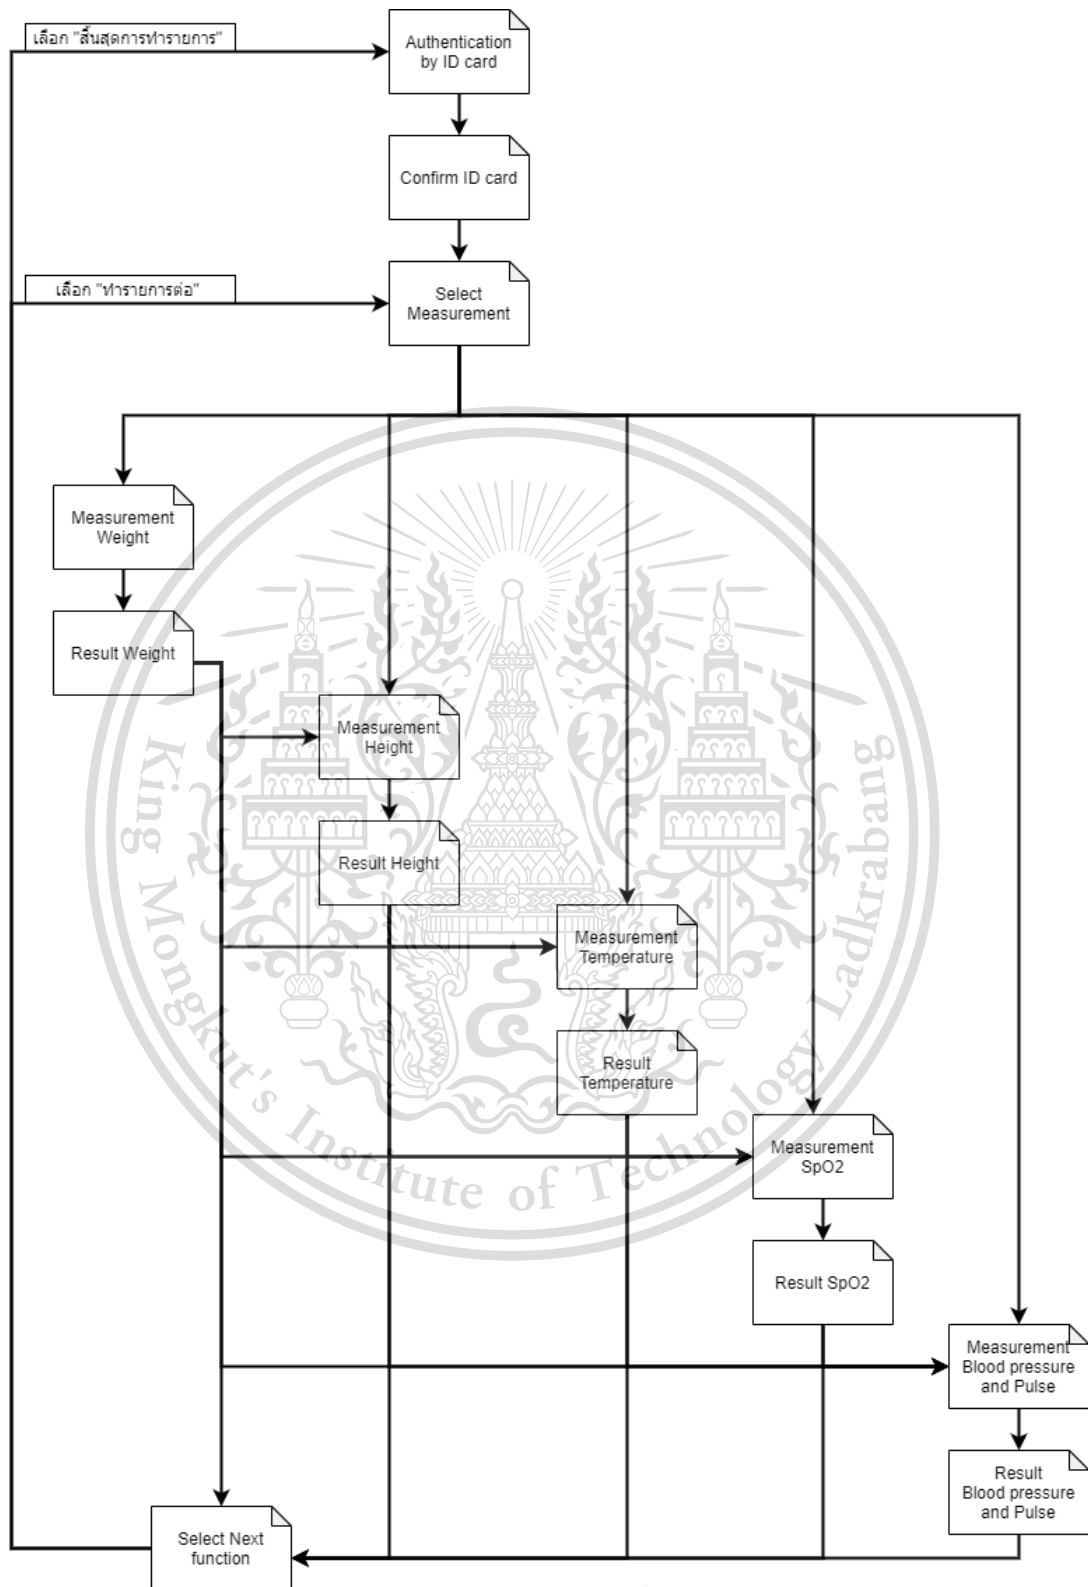 เลือก "สิ้นสุดการทำรายการ"
Authentication
by ID card
Confirm ID card
เลือก "ทำรายการต่อ"
Select
Measurement
Measurement
Weight
Result Weight
Measurement
Height
Result Height
Measurement
Temperature
Result
Temperature
Measurement
SpO2
Result SpO2
Measurement
Blood pressure
and Pulse
Result
Blood pressure
and Pulse
Select Next
function
King Mongkut's Institute of Technology Ladkrabang